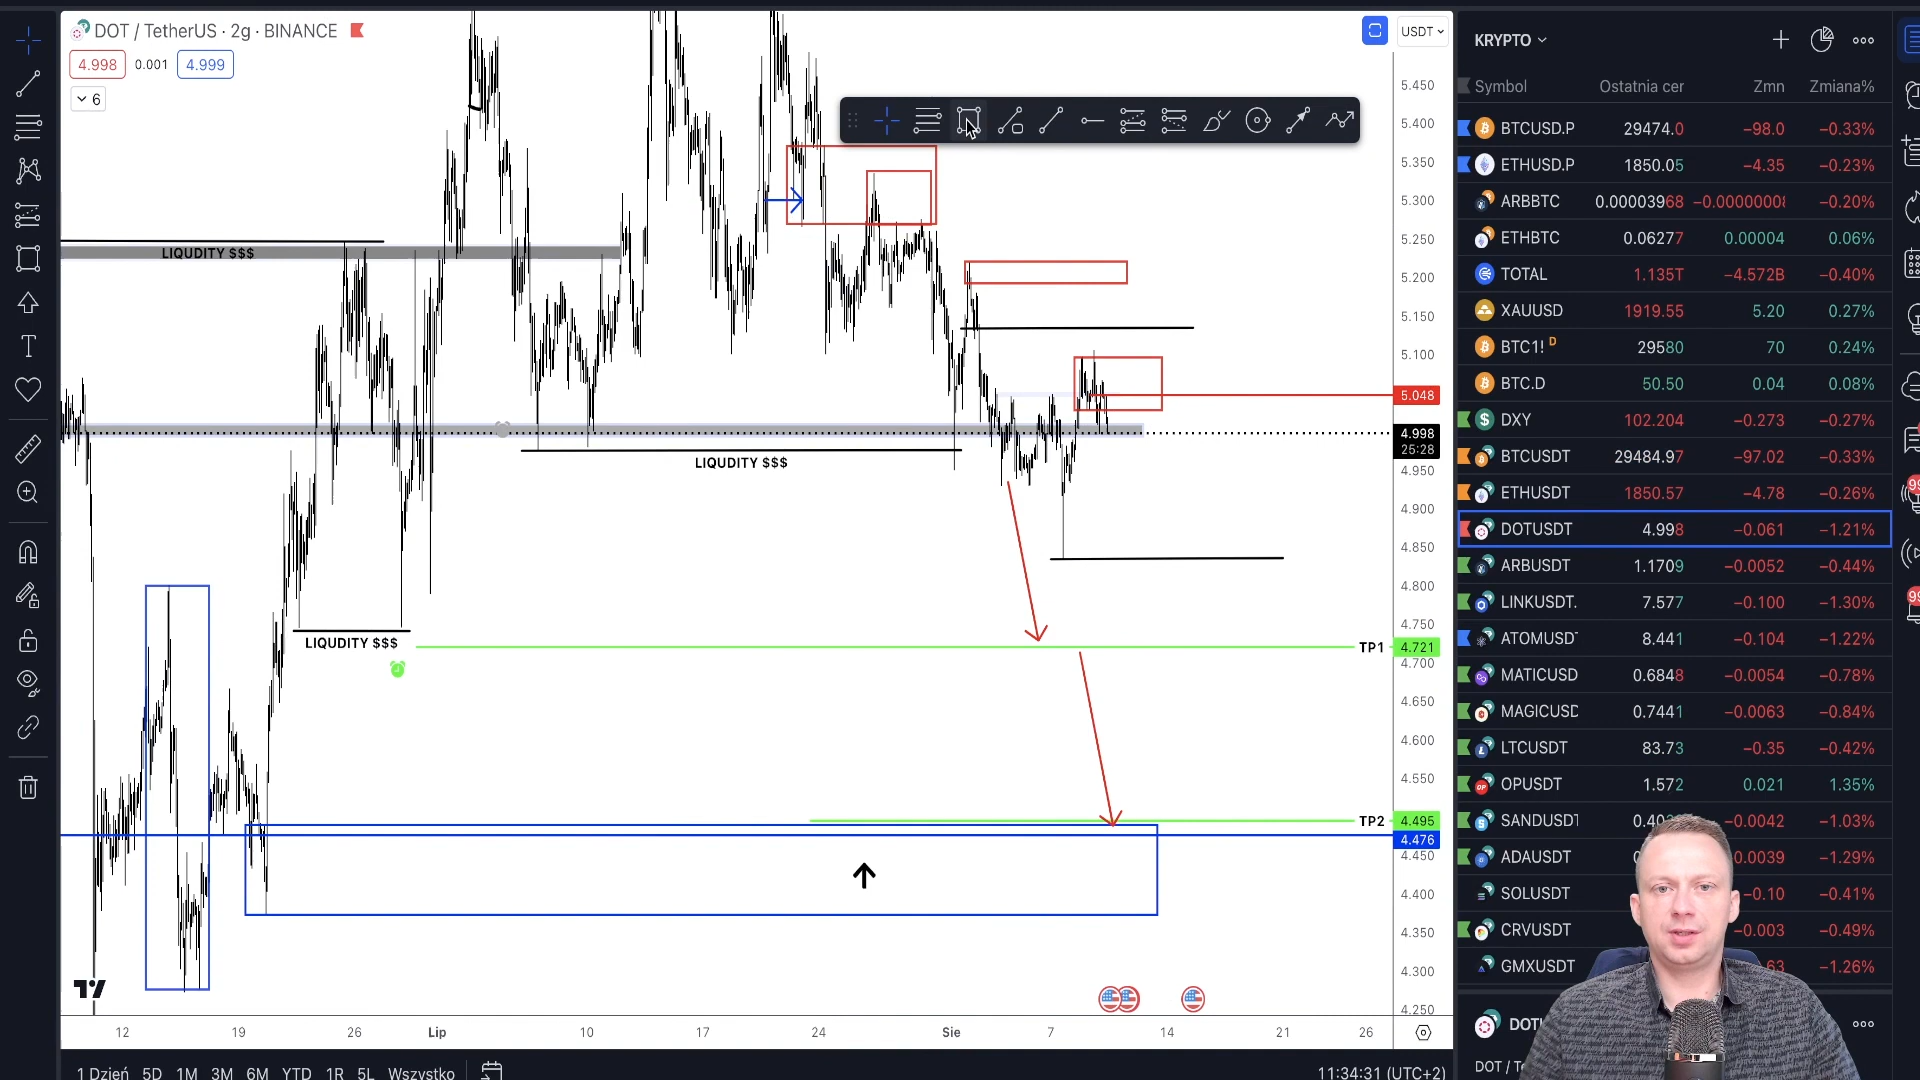 DOT / TetherUS · 2g · BINANCE
4.998 0.001 4.999
6
USDT
5.450
5.400
5.350
5.300
5.250
5.200
5.150
5.100
5.048
4.998
25:28
4.950
4.900
4.850
4.800
4.750
TP1 4.721
4.700
4.650
4.600
4.550
TP2 4.495
4.476
4.450
4.400
4.350
4.300
4.250
LIQUDITY $$$
LIQUDITY $$$
LIQUDITY $$$
12 19 26 Lip 10 17 24 Sie 7 14 21 26
1 Dzień 5D 1M 3M 6M YTD 1R 5L Wszystko
11:34:31 (UTC+2)
KRYPTO
Symbol Ostatnia cer Zmn Zmiana%
BTCUSD.P 29474.0 −98.0 −0.33%
ETHUSD.P 1850.05 −4.35 −0.23%
ARBBTC 0.00003968 −0.0000000 −0.20%
ETHBTC 0.06277 0.00004 0.06%
TOTAL 1.135T −4.572B −0.40%
XAUUSD 1919.55 5.20 0.27%
BTC1! D 29580 70 0.24%
BTC.D 50.50 0.04 0.08%
DXY 102.204 −0.273 −0.27%
BTCUSDT 29484.97 −97.02 −0.33%
ETHUSDT 1850.57 −4.78 −0.26%
DOTUSDT 4.998 −0.061 −1.21%
ARBUSDT 1.1709 −0.0052 −0.44%
LINKUSDT. 7.577 −0.100 −1.30%
ATOMUSD 8.441 −0.104 −1.22%
MATICUSD 0.6848 −0.0054 −0.78%
MAGICUSD 0.7441 −0.0063 −0.84%
LTCUSDT 83.73 −0.35 −0.42%
OPUSDT 1.572 0.021 1.35%
SANDUSDT 0.40 −0.0042 −1.03%
ADAUSDT 0.0039 −1.29%
SOLUSDT −0.10 −0.41%
CRVUSDT −0.003 −0.49%
GMXUSDT 63 −1.26%
DOT
DOT / Te